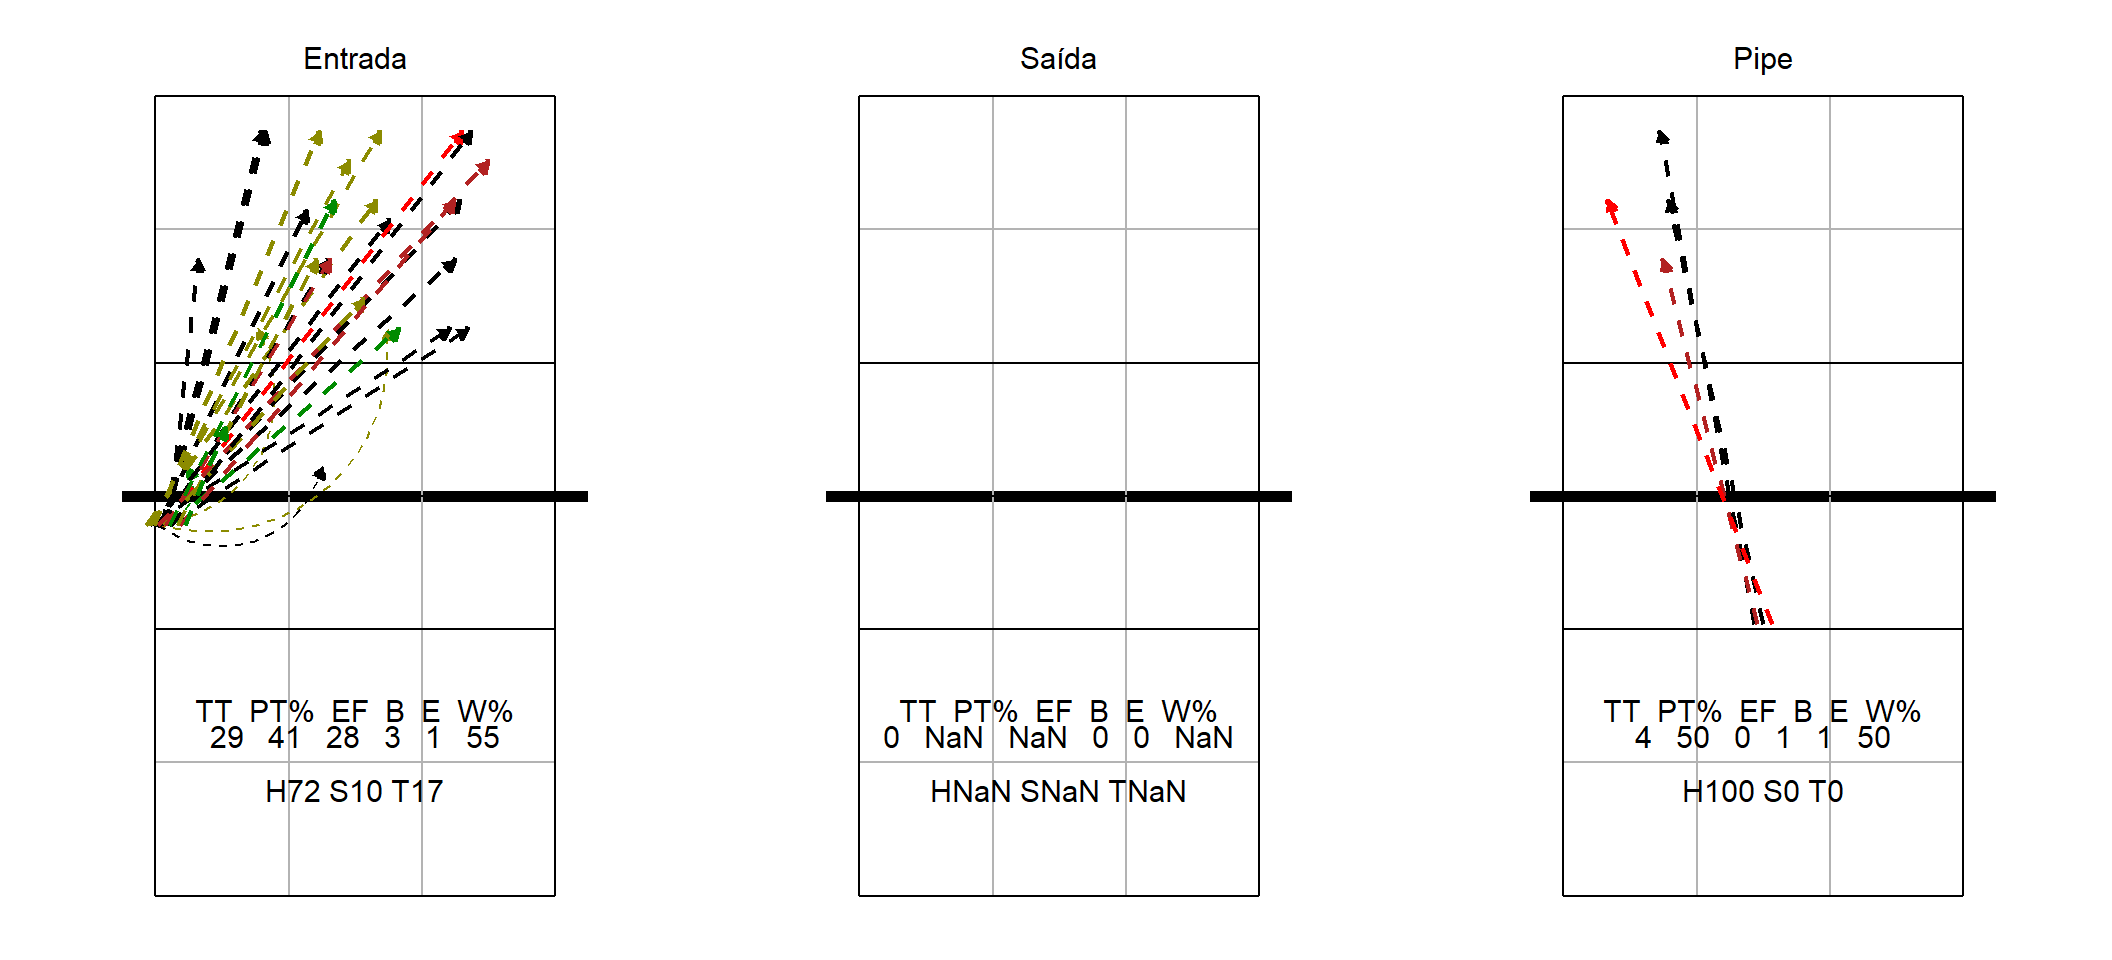 Entrada
TT PT% EF B E W%
29 41 28 3 1 55
H72 S10 T17
Saída
TT PT% EF B E W%
0 NaN NaN 0 0 NaN
HNaN SNaN TNaN
Pipe
TT PT% EF B E W%
4 50 0 1 1 50
H100 S0 T0